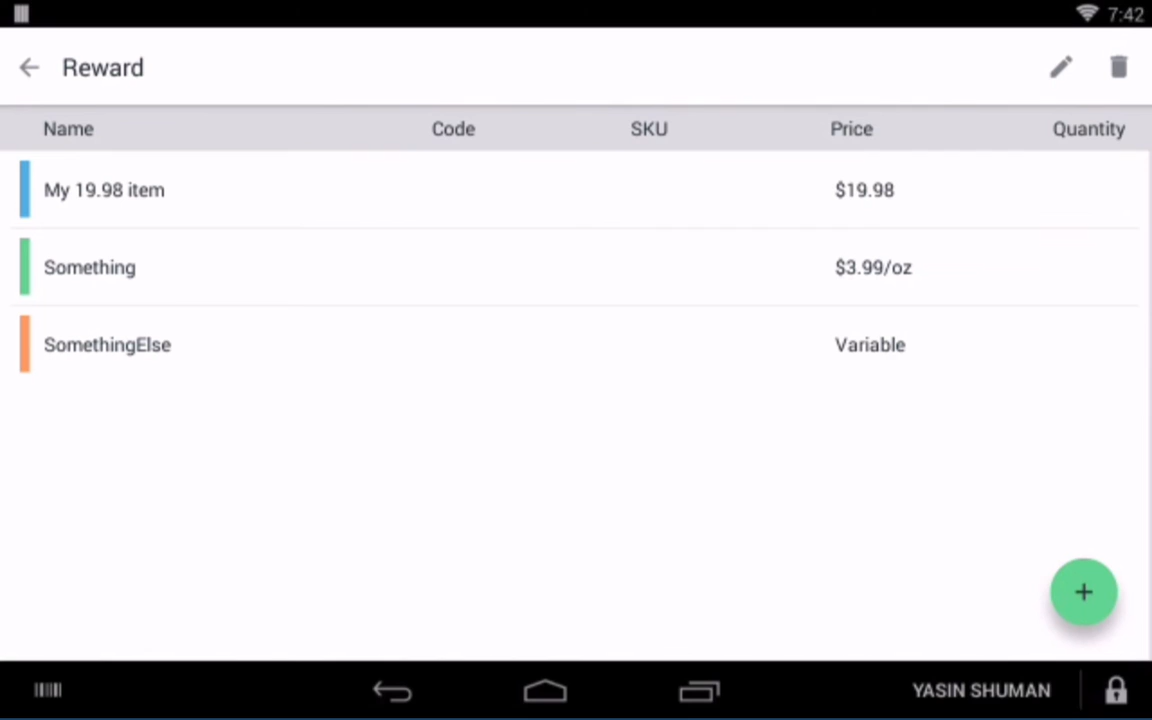 7:42
Reward
Name Code SKU Price Quantity
My 19.98 item $19.98
Something $3.99/oz
SomethingElse Variable
+
YASIN SHUMAN